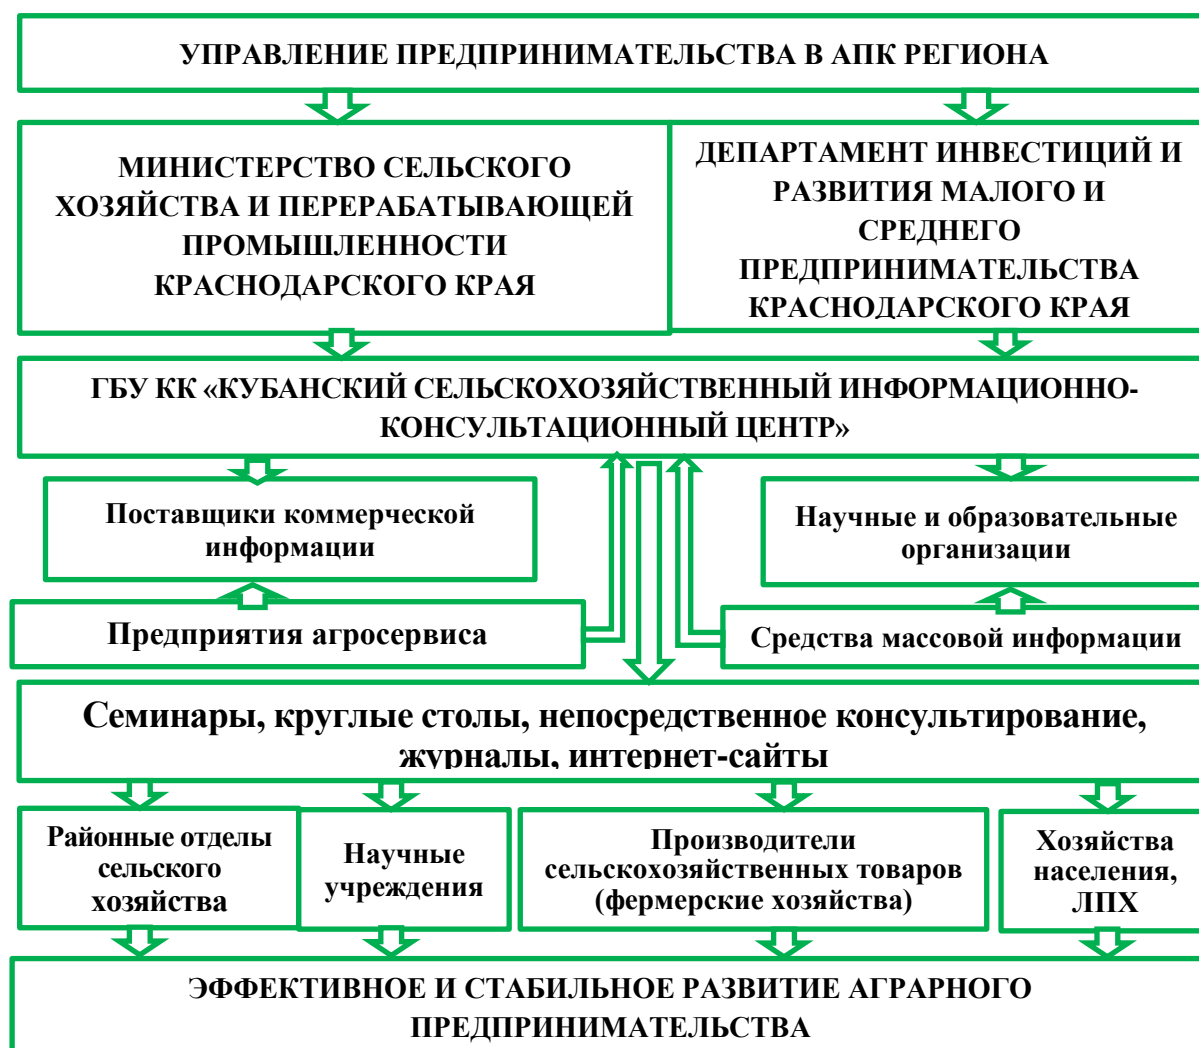 УПРАВЛЕНИЕ ПРЕДПРИНИМАТЕЛЬСТВА В АПК РЕГИОНА
МИНИСТЕРСТВО СЕЛЬСКОГО
ХОЗЯЙСТВА И ПЕРЕРАБАТЫВАЮЩЕЙ
ПРОМЫШЛЕННОСТИ
КРАСНОДАРСКОГО КРАЯ
ДЕПАРТАМЕНТ ИНВЕСТИЦИЙ И
РАЗВИТИЯ МАЛОГО И
СРЕДНЕГО
ПРЕДПРИНИМАТЕЛЬСТВА
КРАСНОДАРСКОГО КРАЯ
ГБУ КК «КУБАНСКИЙ СЕЛЬСКОХОЗЯЙСТВЕННЫЙ ИНФОРМАЦИОННО-
КОНСУЛЬТАЦИОННЫЙ ЦЕНТР»
Поставщики коммерческой
информации
Научные и образовательные
организации
Предприятия агросервиса
Средства массовой информации
Семинары, круглые столы, непосредственное консультирование,
журналы, интернет-сайты
Районные отделы
сельского
хозяйства
Научные
учреждения
Производители
сельскохозяйственных товаров
(фермерские хозяйства)
Хозяйства
населения,
ЛПХ
ЭФФЕКТИВНОЕ И СТАБИЛЬНОЕ РАЗВИТИЕ АГРАРНОГО
ПРЕДПРИНИМАТЕЛЬСТВА